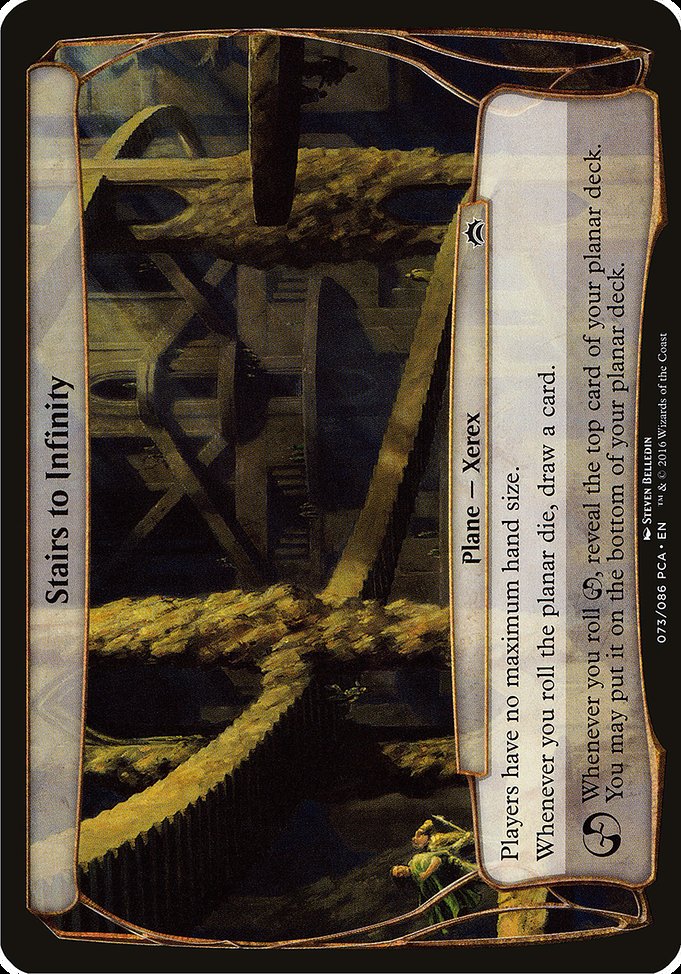 Stairs to Infinity
Plane — Xerex
Players have no maximum hand size.
Whenever you roll the planar die, draw a card.
Whenever you roll , reveal the top card of your planar deck.
You may put it on the bottom of your planar deck.
073/086 PCA • EN STEVEN BELLEDIN
™ & © 2016 Wizards of the Coast